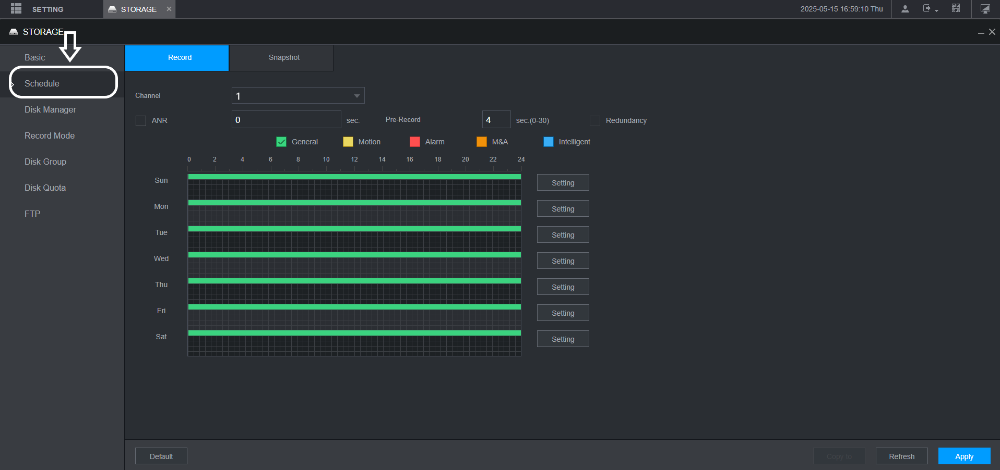 SETTING STORAGE 2025-05-15 16:59:10 Thu
STORAGE
Basic
Schedule
Disk Manager
Record Mode
Disk Group
Disk Quota
FTP
Record Snapshot
Channel 1
ANR 0 sec. Pre-Record 4 sec.(0-30) Redundancy
General Motion Alarm M&A Intelligent
0 2 4 6 8 10 12 14 16 18 20 22 24
Sun Setting
Mon Setting
Tue Setting
Wed Setting
Thu Setting
Fri Setting
Sat Setting
Default Copy to Refresh Apply